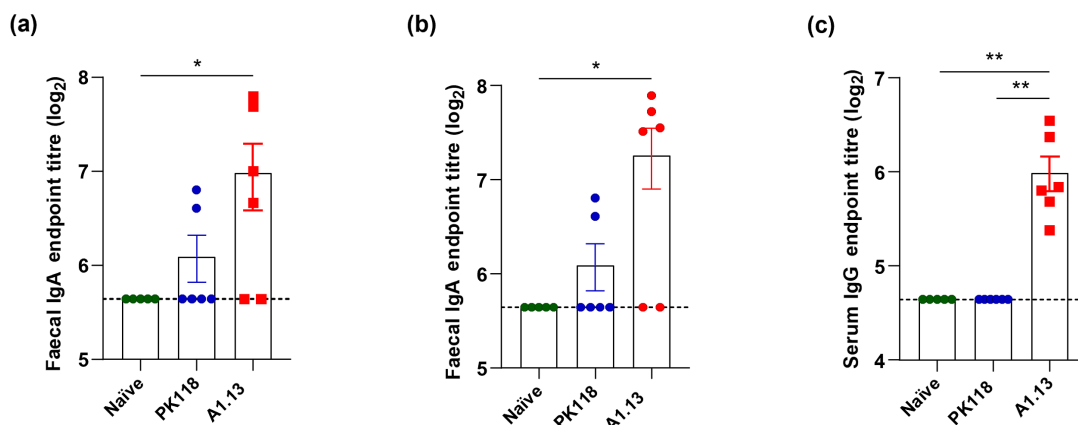 (a)
Faecal IgA endpoint titre (log2)
8
7
6
5
*
Naïve
PK118
A1.13
(b)
Faecal IgA endpoint titre (log2)
8
7
6
5
*
Naïve
PK118
A1.13
(c)
Serum IgG endpoint titre (log2)
7
6
5
4
**
**
Naïve
PK118
A1.13